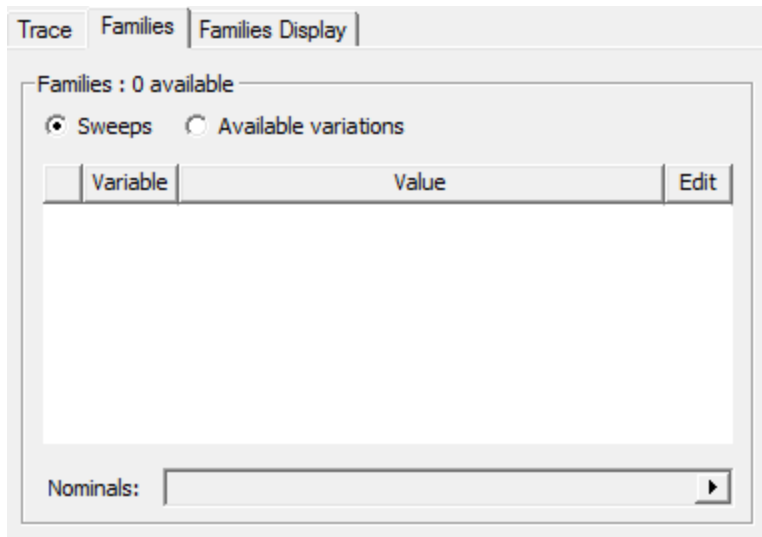 Trace Families Families Display
Families : 0 available
Sweeps Available variations
Variable Value Edit
Nominals: